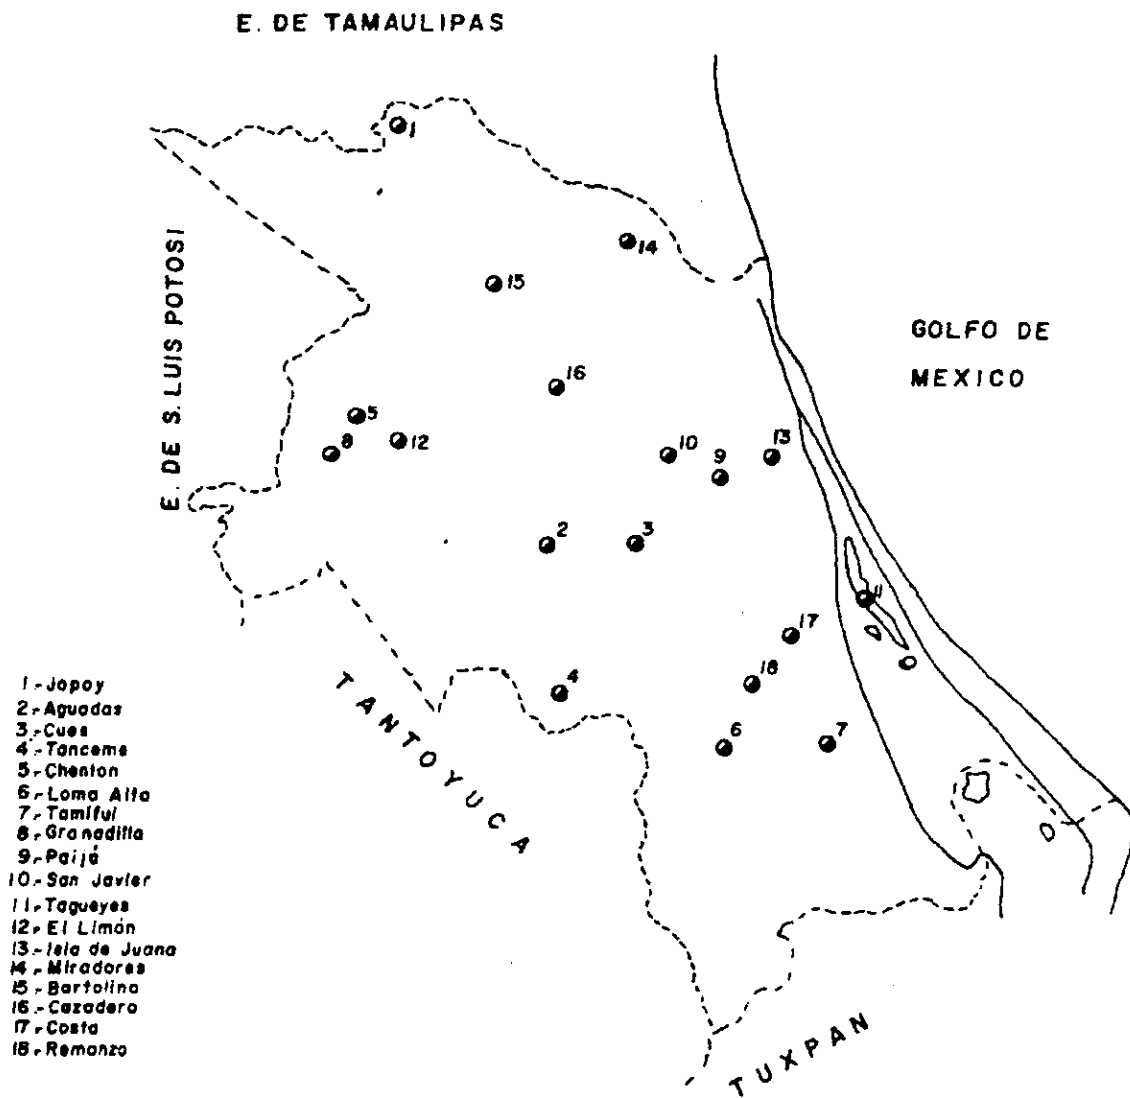 E. DE TAMAULIPAS
1
14
15
E. DE S. LUIS POTOSI
GOLFO DE
MEXICO
16
5
12
8
10
9
13
2
3
11
17
18
4
6
7
TANTOYUCA
TUXPAN
1.-Japoy
2.-Aguadas
3.-Cues
4.-Tanceme
5.-Chenton
6.-Loma Alta
7.-Tamiful
8.-Granadilla
9.-Paijá
10.-San Javier
11.-Tagueyes
12.-El Limón
13.-Isla de Juana
14.-Miradores
15.-Bartolina
16.-Cazadero
17.-Costa
18.-Remanzo